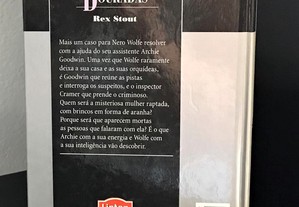 DOURADAS
Rex Stout
Mais um caso para Nero Wolfe resolver
com a ajuda do seu assistente Archie
Goodwin. Uma vez que Wolfe raramente
deixa a sua casa e as suas orquídeas,
é Goodwin que reúne as pistas
e interroga os suspeitos, e o inspector
Cramer que prende o criminoso.
Quem será a misteriosa mulher raptada,
com brincos em forma de aranha?
Porque será que aparecem mortas
as pessoas que falaram com ela? É o que
Archie com a sua energia e Wolfe com
a sua inteligência vão descobrir.